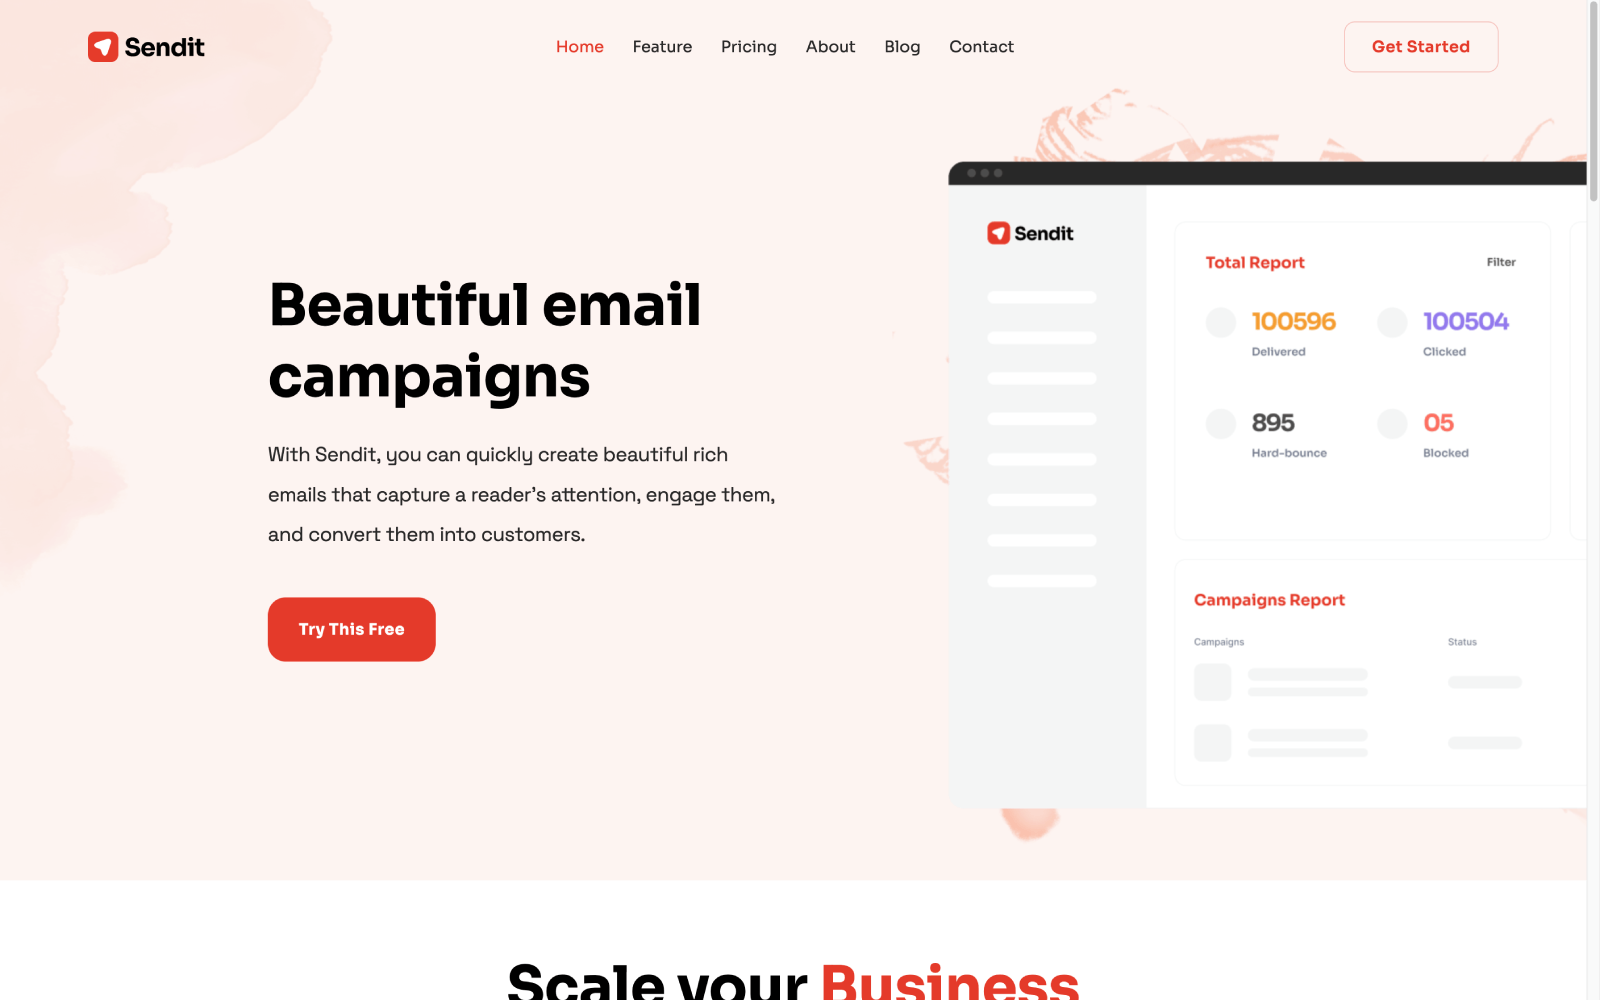 Sendit
Home Feature Pricing About Blog Contact
Get Started
Beautiful email
campaigns
With Sendit, you can quickly create beautiful rich
emails that capture a reader's attention, engage them,
and convert them into customers.
Try This Free
Sendit
Total Report
Filter
100596
Delivered
100504
Clicked
895
Hard-bounce
05
Blocked
Campaigns Report
Campaigns
Status
Scale your Business